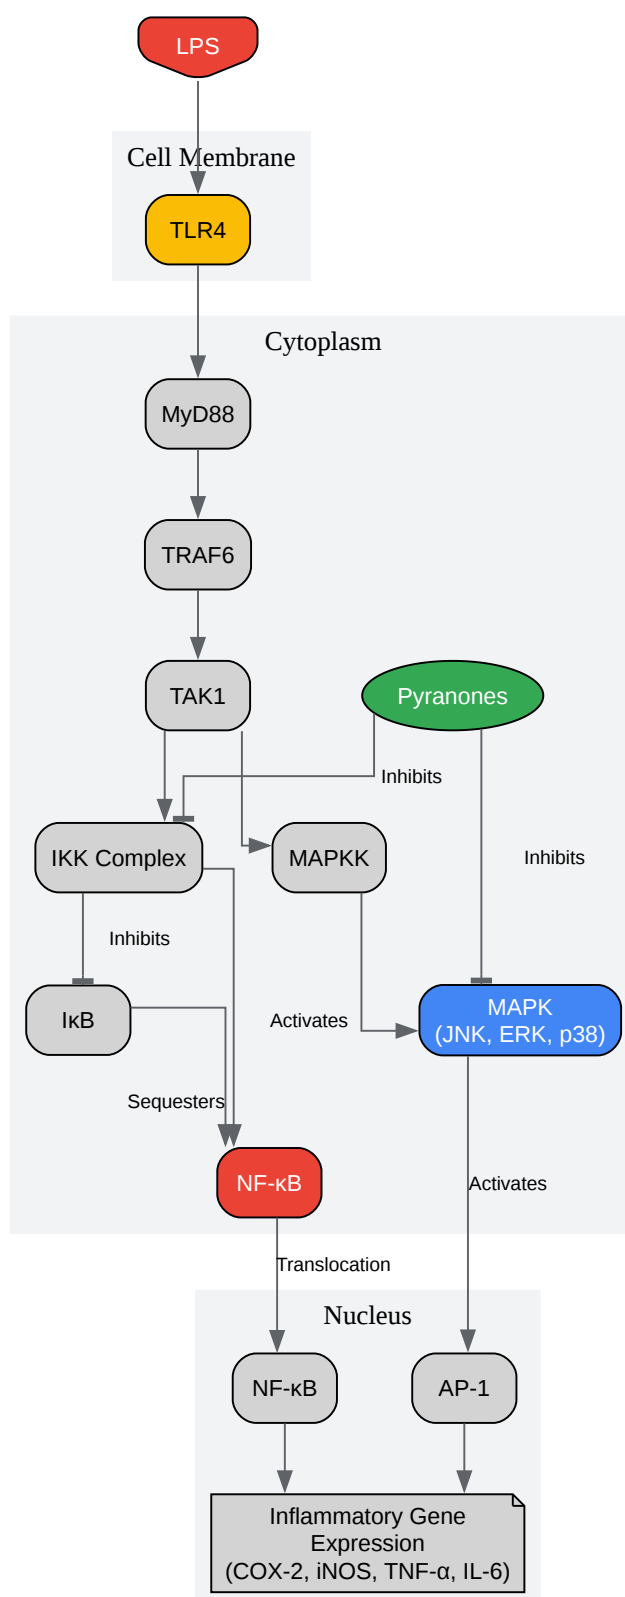 LPS
Cell Membrane
TLR4
Cytoplasm
MyD88
TRAF6
TAK1
Pyranones
Inhibits
IKK Complex
MAPKK
Inhibits
Inhibits
IκB
Activates
MAPK
(JNK, ERK, p38)
Sequesters
NF-κB
Activates
Translocation
Nucleus
NF-κB
AP-1
Inflammatory Gene
Expression
(COX-2, iNOS, TNF-α, IL-6)